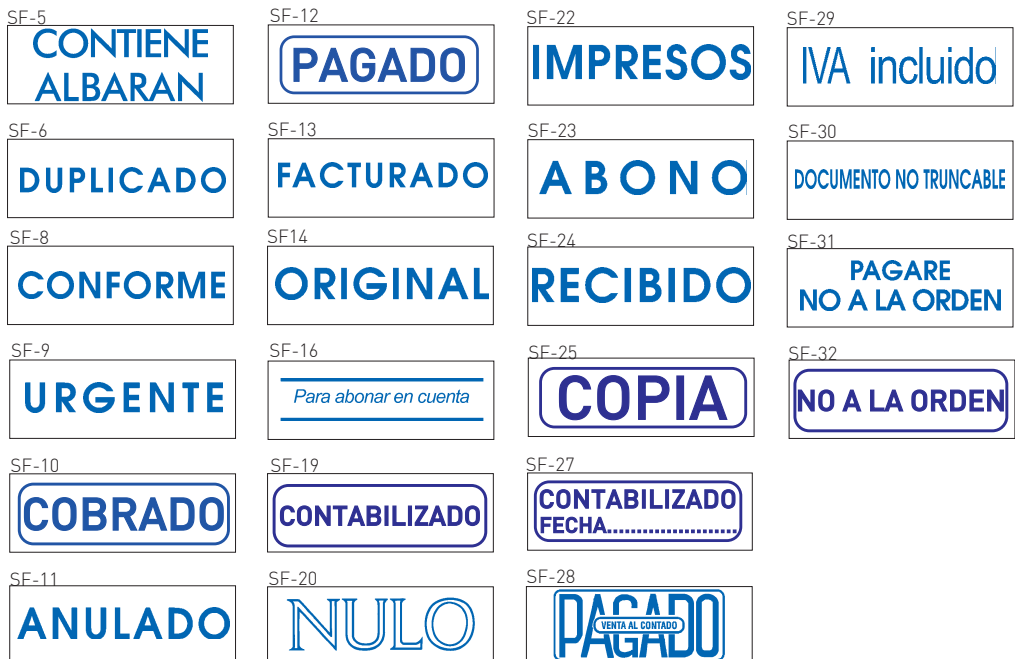 SF-5
CONTIENE
ALBARAN
SF-6
DUPLICADO
SF-8
CONFORME
SF-9
URGENTE
SF-10
COBRADO
SF-11
ANULADO
SF-12
PAGADO
SF-13
FACTURADO
SF14
ORIGINAL
SF-16
Para abonar en cuenta
SF-19
CONTABILIZADO
SF-20
NULO
SF-22
IMPRESOS
SF-23
ABONO
SF-24
RECIBIDO
SF-25
COPIA
SF-27
CONTABILIZADO
FECHA.......................
SF-28
PAGADO
VENTA AL CONTADO
SF-29
IVA incluido
SF-30
DOCUMENTO NO TRUNCABLE
SF-31
PAGARE
NO A LA ORDEN
SF-32
NO A LA ORDEN